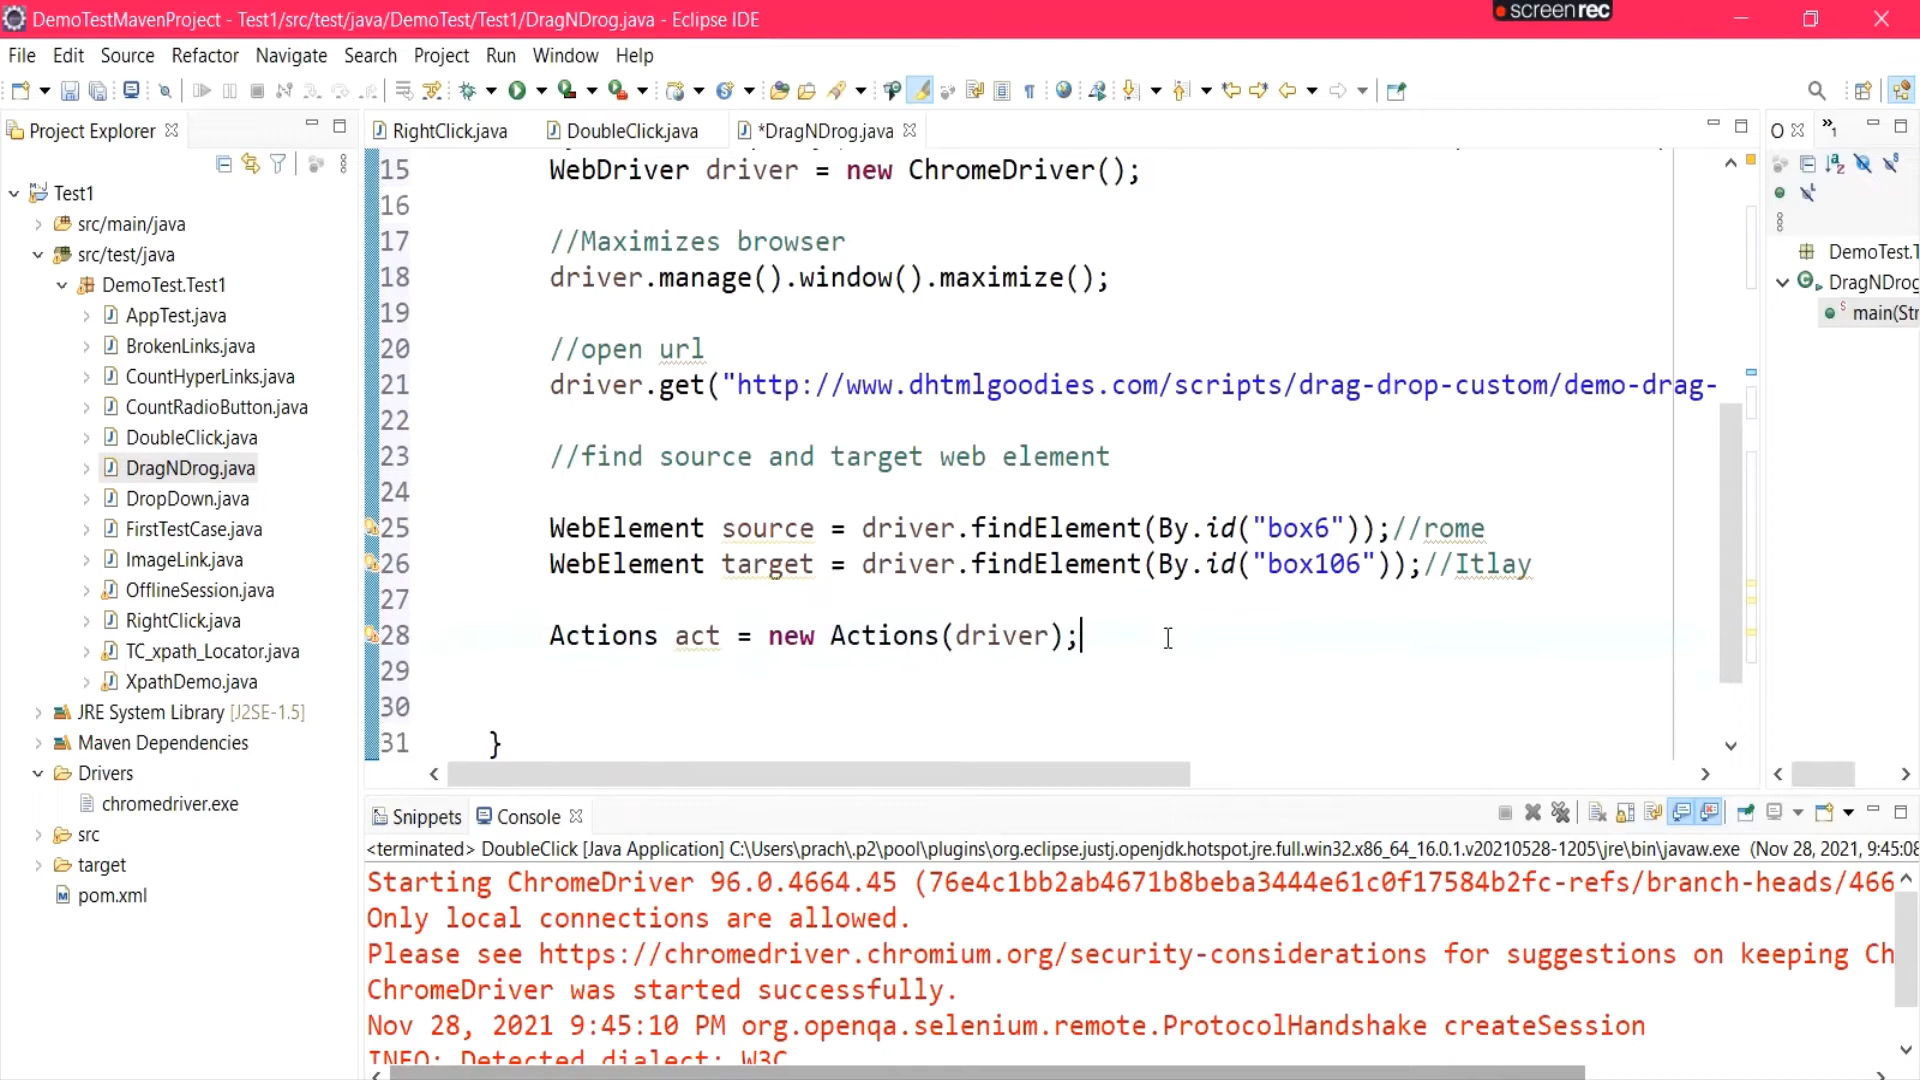 DemoTestMavenProject - Test1/src/test/java/DemoTest/Test1/DragNDrog.java - Eclipse IDE
screenrec
File Edit Source Refactor Navigate Search Project Run Window Help
Project Explorer
RightClick.java DoubleClick.java *DragNDrog.java
Test1
src/main/java
src/test/java
DemoTest.Test1
AppTest.java
BrokenLinks.java
CountHyperLinks.java
CountRadioButton.java
DoubleClick.java
DragNDrog.java
DropDown.java
FirstTestCase.java
ImageLink.java
OfflineSession.java
RightClick.java
TC_xpath_Locator.java
XpathDemo.java
JRE System Library [J2SE-1.5]
Maven Dependencies
Drivers
chromedriver.exe
src
target
pom.xml
15 WebDriver driver = new ChromeDriver();
16
17 //Maximizes browser
18 driver.manage().window().maximize();
19
20 //open url
21 driver.get("http://www.dhtmlgoodies.com/scripts/drag-drop-custom/demo-drag-
22
23 //find source and target web element
24
25 WebElement source = driver.findElement(By.id("box6"));//rome
26 WebElement target = driver.findElement(By.id("box106"));//Itlay
27
28 Actions act = new Actions(driver);
29
30
31 }
DemoTest.T
DragNDrog
main(Str
Snippets Console
<terminated> DoubleClick [Java Application] C:\Users\prach\.p2\pool\plugins\org.eclipse.justj.openjdk.hotspot.jre.full.win32.x86_64_16.0.1.v20210528-1205\jre\bin\javaw.exe (Nov 28, 2021, 9:45:08
Starting ChromeDriver 96.0.4664.45 (76e4c1bb2ab4671b8beba3444e61c0f17584b2fc-refs/branch-heads/466
Only local connections are allowed.
Please see https://chromedriver.chromium.org/security-considerations for suggestions on keeping Ch
ChromeDriver was started successfully.
Nov 28, 2021 9:45:10 PM org.openqa.selenium.remote.ProtocolHandshake createSession
INFO: Detected dialect: W3C